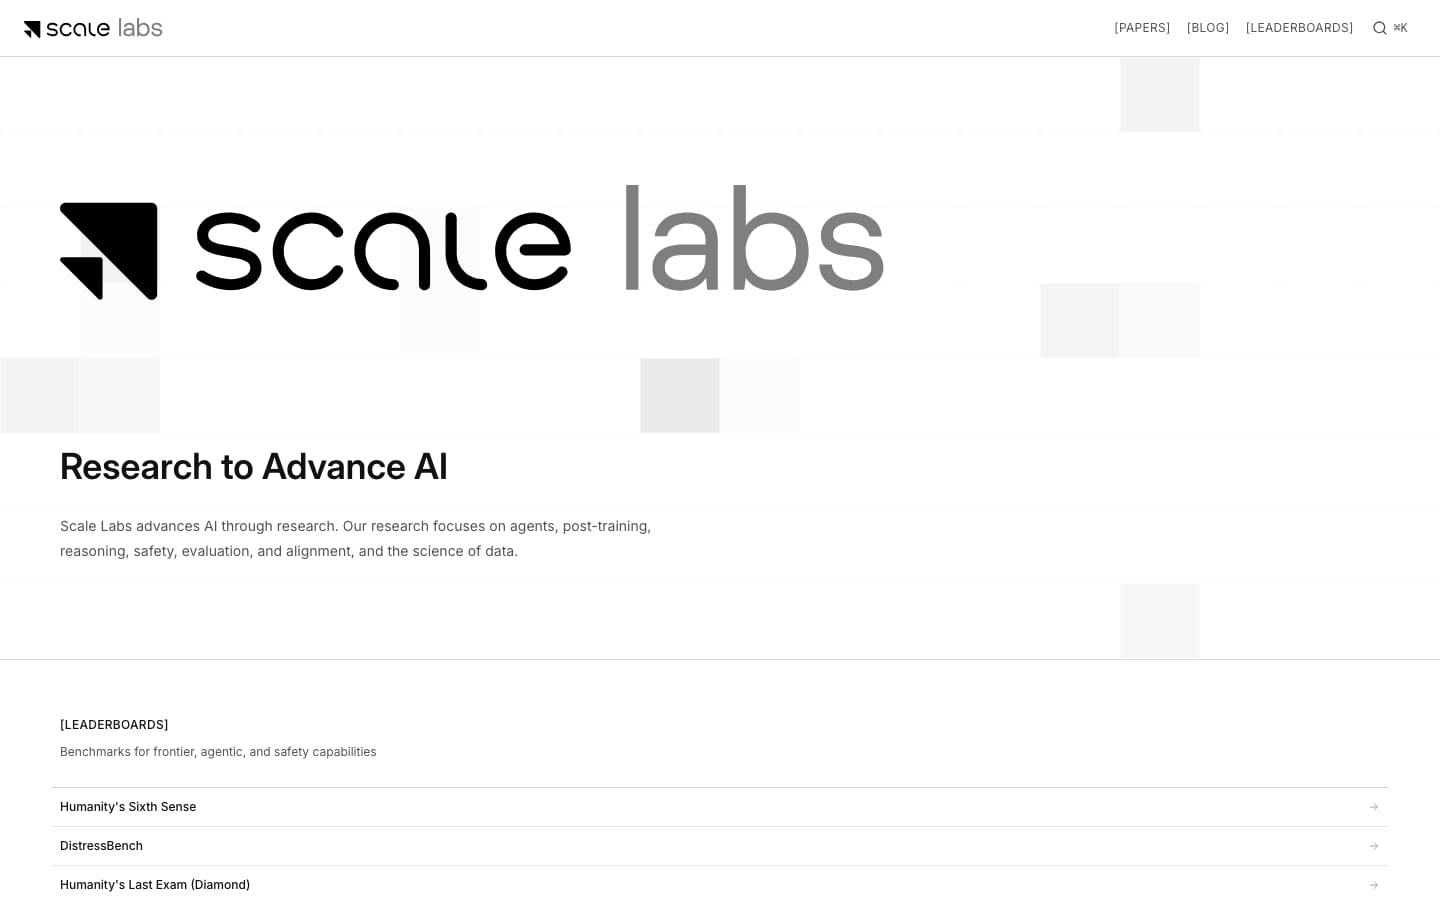 scale labs
[PAPERS] [BLOG] [LEADERBOARDS] ⌘K
scale labs
Research to Advance AI
Scale Labs advances AI through research. Our research focuses on agents, post-training,
reasoning, safety, evaluation, and alignment, and the science of data.
[LEADERBOARDS]
Benchmarks for frontier, agentic, and safety capabilities
Humanity's Sixth Sense
DistressBench
Humanity's Last Exam (Diamond)